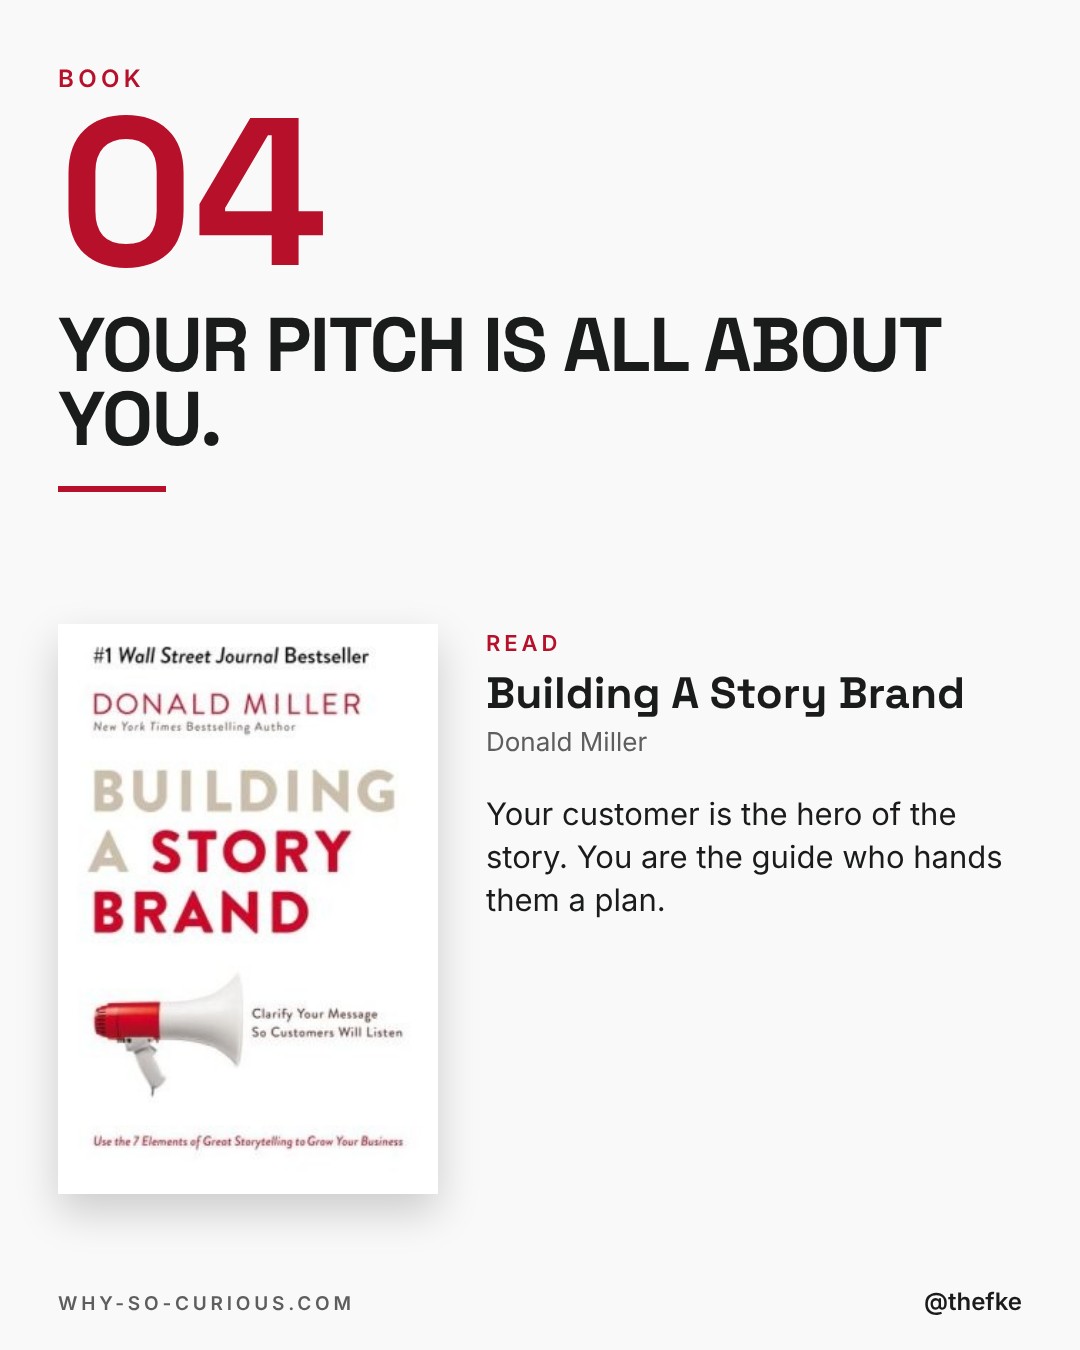 BOOK
04
YOUR PITCH IS ALL ABOUT
YOU.
#1 Wall Street Journal Bestseller
DONALD MILLER
New York Times Bestselling Author
BUILDING
A STORY
BRAND
Clarify Your Message
So Customers Will Listen
Use the 7 Elements of Great Storytelling to Grow Your Business
READ
Building A Story Brand
Donald Miller
Your customer is the hero of the
story. You are the guide who hands
them a plan.
WHY-SO-CURIOUS.COM
@thefke